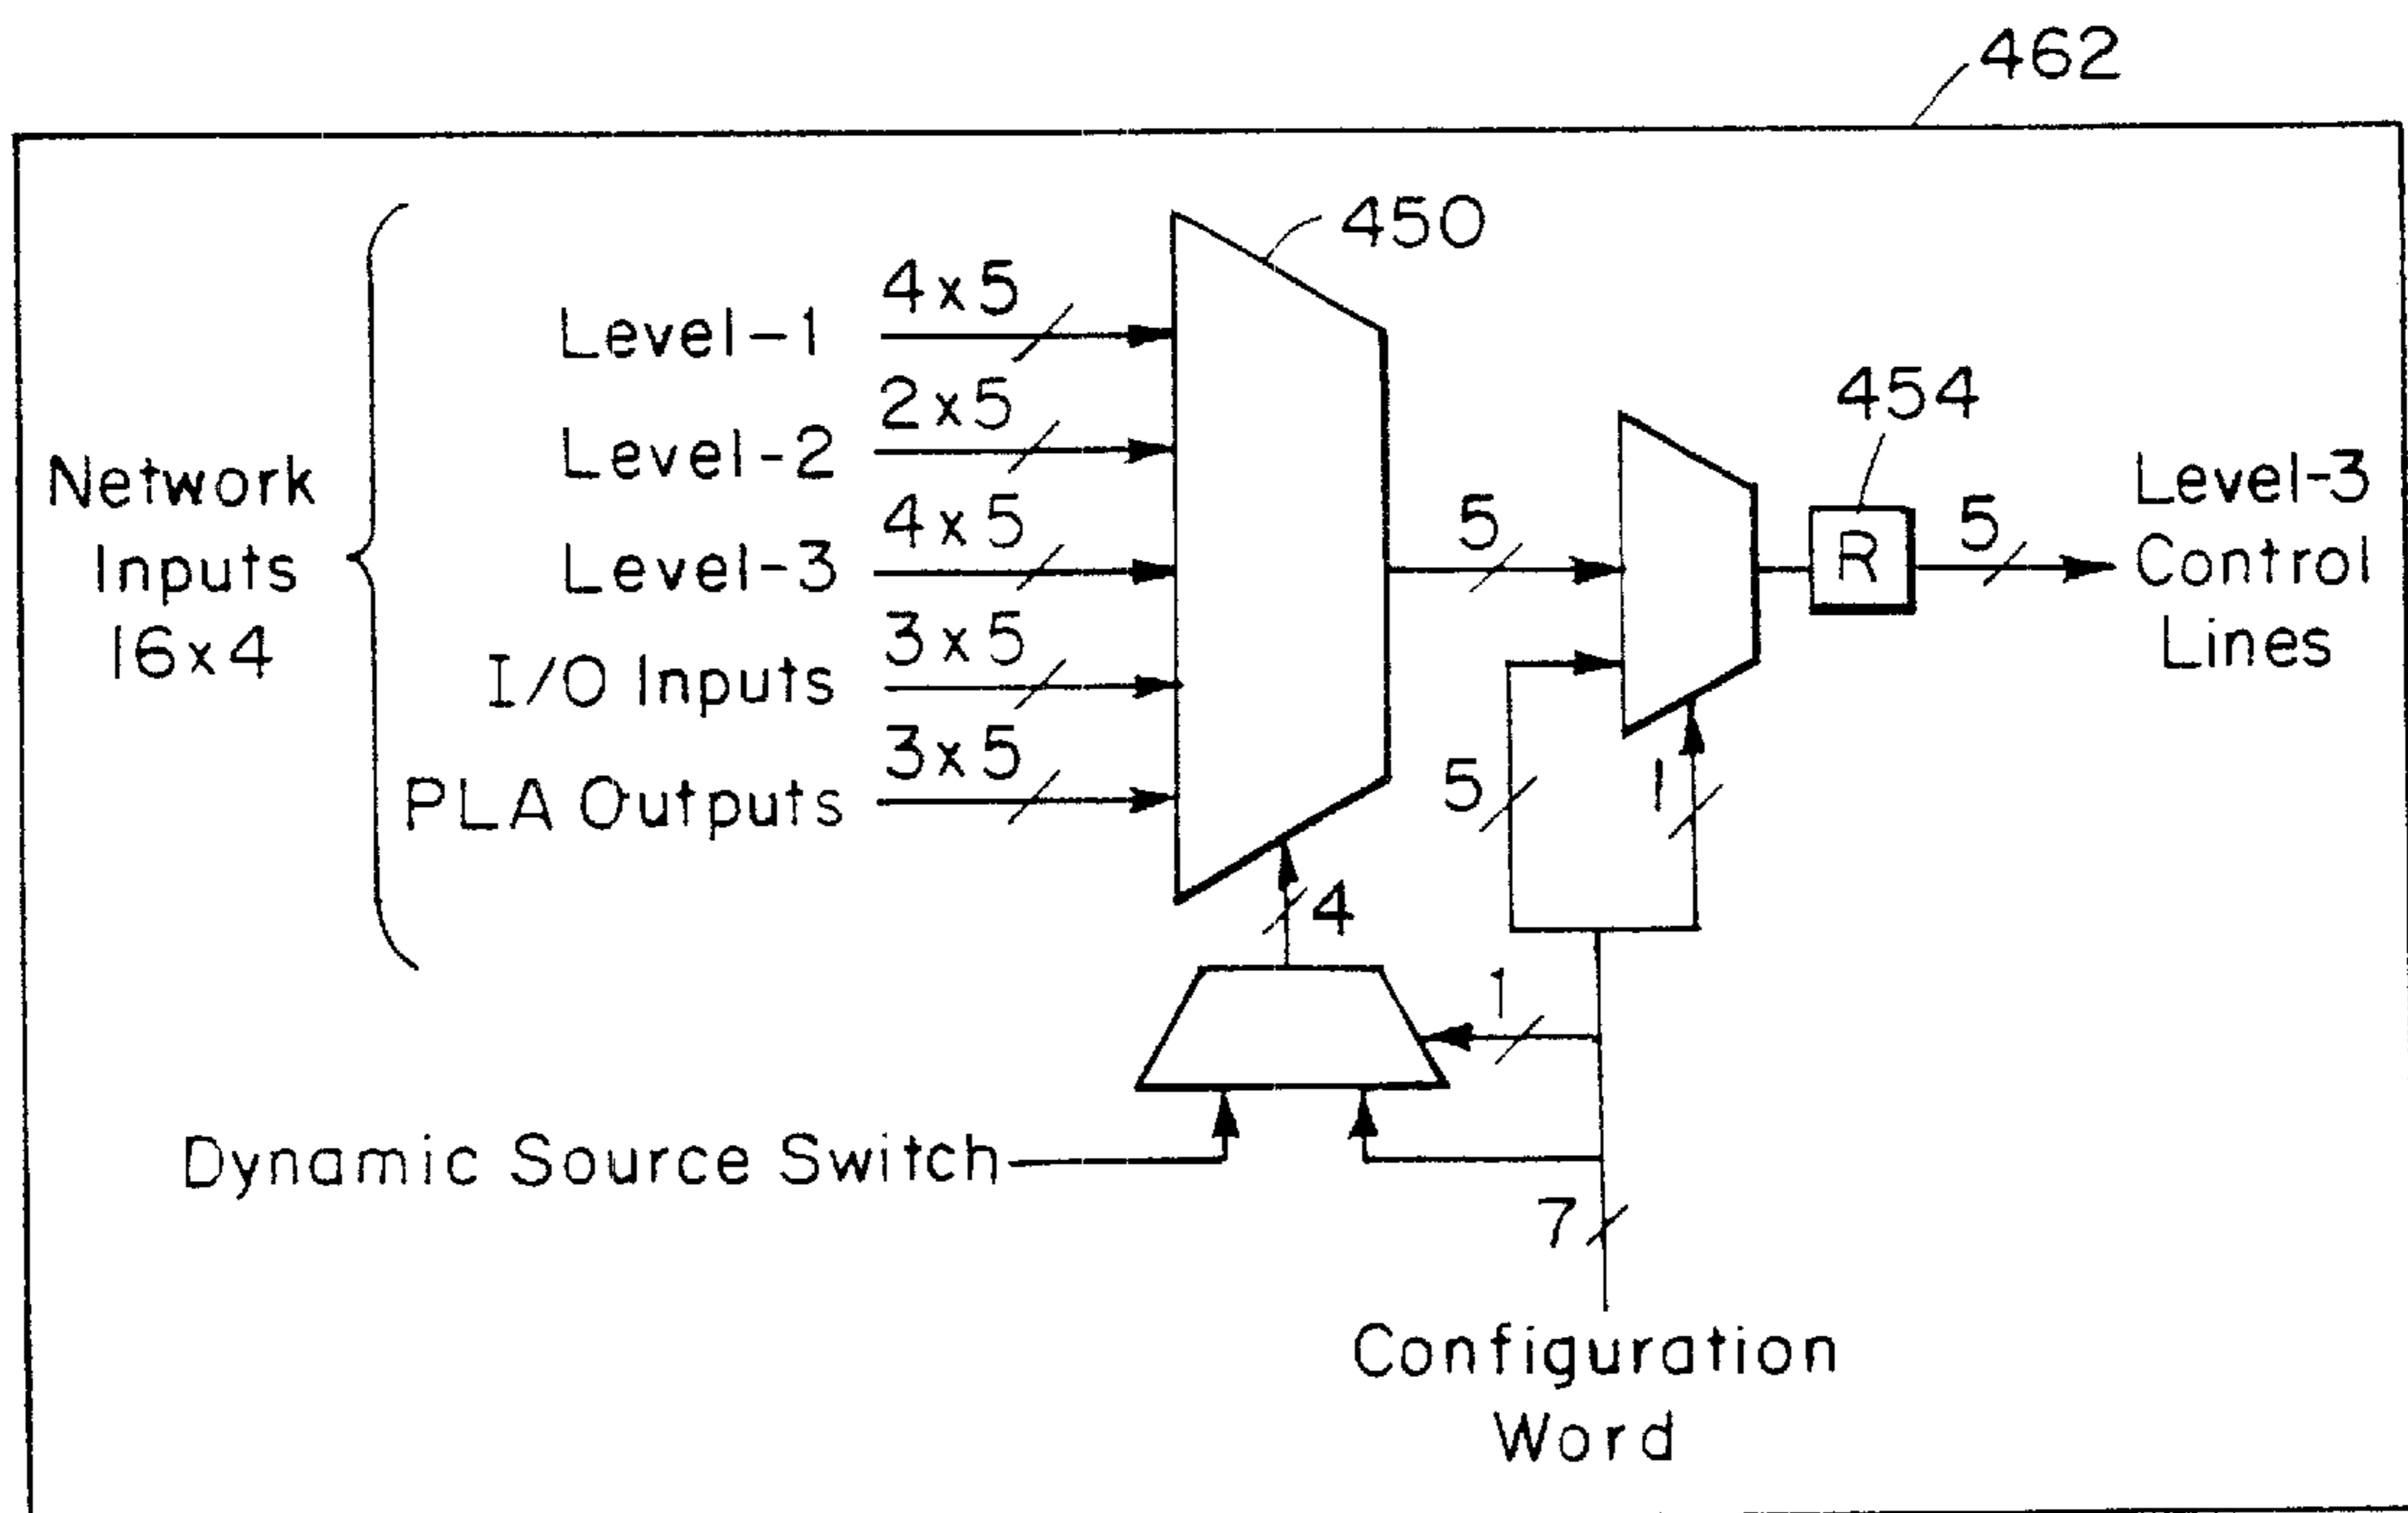 462
450
4x5
Level-1
2x5
Level-2
4x5
Level-3
3x5
I/O Inputs
3x5
PLA Outputs
Network
Inputs
16x4
5
454
R
5
Level-3
Control
Lines
5
1
4
1
Dynamic Source Switch
7
Configuration
Word